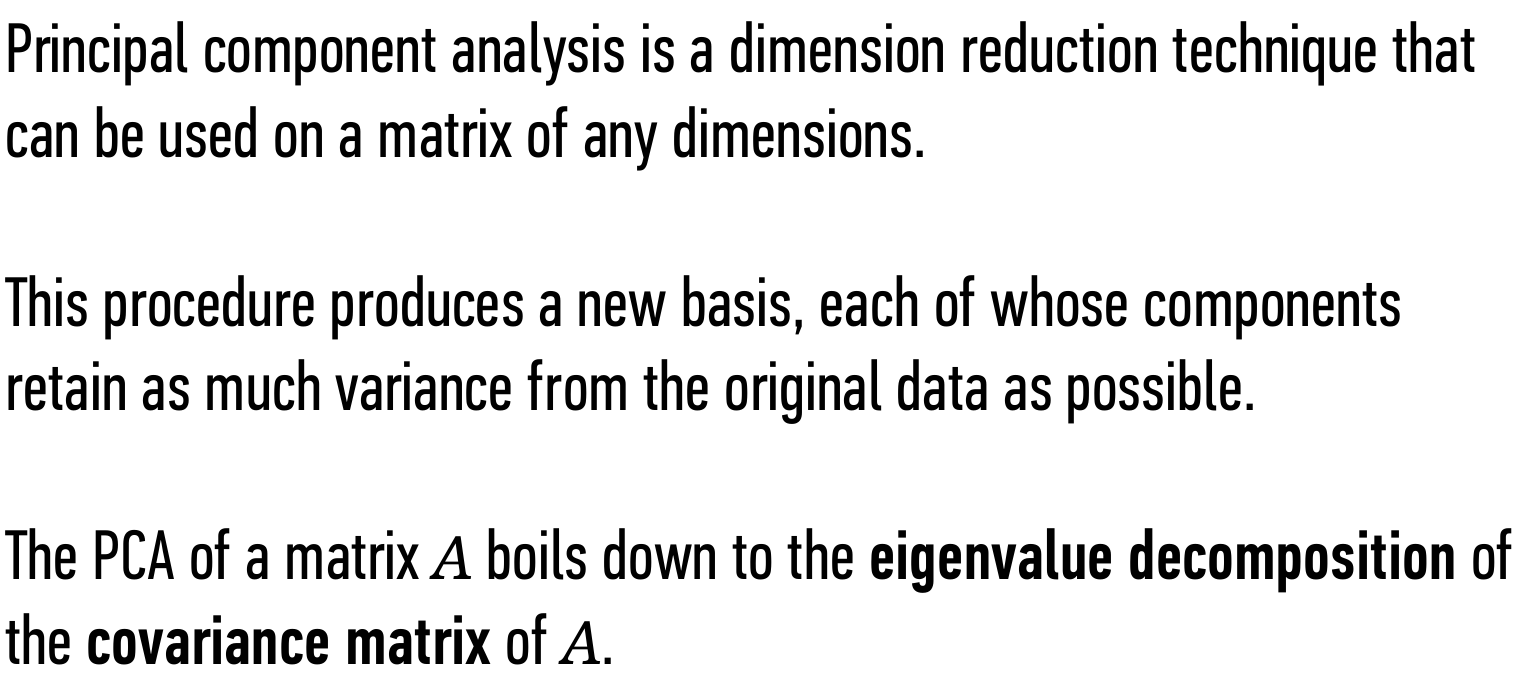 Principal component analysis is a dimension reduction technique that
can be used on a matrix of any dimensions.
This procedure produces a new basis, each of whose components
retain as much variance from the original data as possible.
The PCA of a matrix A boils down to the eigenvalue decomposition of
the covariance matrix of A.